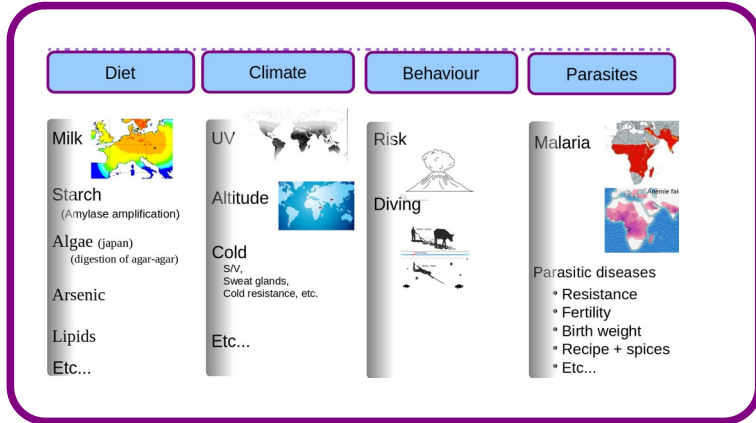 Diet
Climate
Behaviour
Parasites
Milk
Starch
(Amylase amplification)
Algae (japan)
(digestion of agar-agar)
Arsenic
Lipids
Etc...
UV
Altitude
Cold
S/V,
Sweat glands,
Cold resistance, etc.
Etc...
Risk
Diving
Malaria
Anémie fal
Parasitic diseases
Resistance
Fertility
Birth weight
Recipe + spices
Etc...